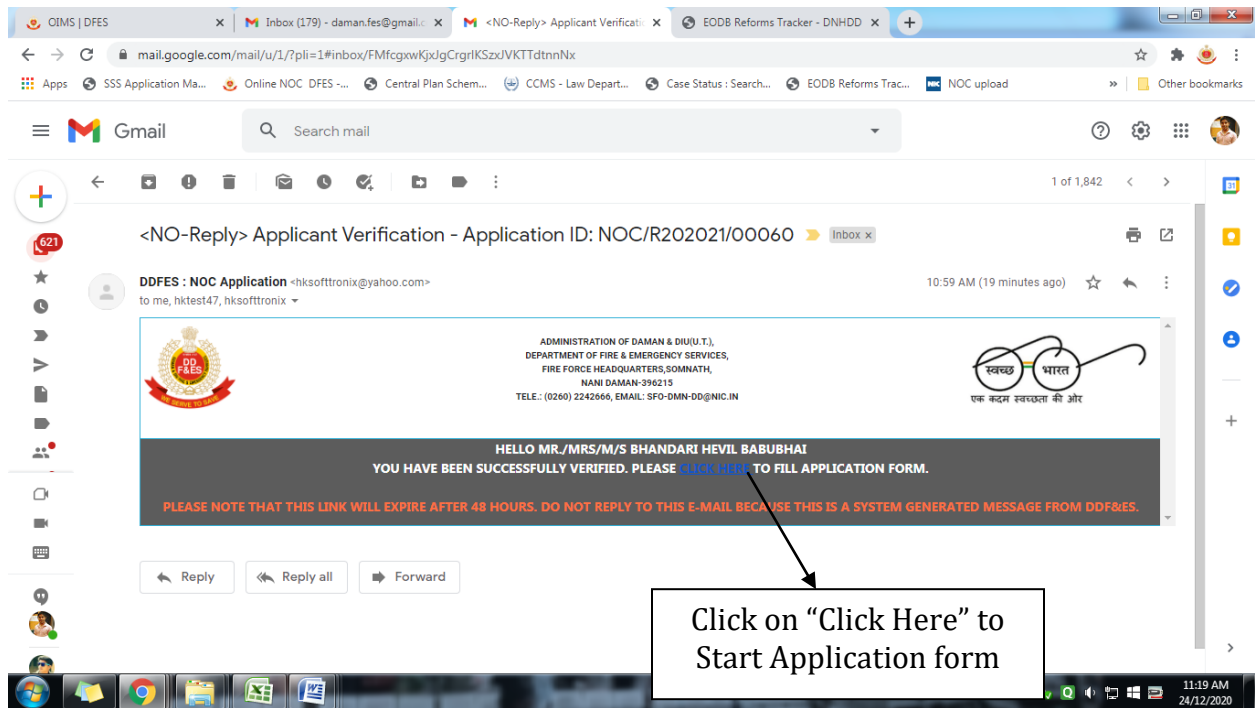 OIMS | DFES
Inbox (179) - daman.fes@gmail.c
<NO-Reply> Applicant Verificatio
EODB Reforms Tracker - DNHDD
mail.google.com/mail/u/1/?pli=1#inbox/FMfcgxwKjxJgCrgrlKSzxJVKTTdtnnNx
Apps
SSS Application Ma...
Online NOC DFES -...
Central Plan Schem...
CCMS - Law Depart...
Case Status : Search...
EODB Reforms Trac...
NOC upload
»
Other bookmarks
Gmail
Search mail
1 of 1,842
31
621
<NO-Reply> Applicant Verification - Application ID: NOC/R202021/00060
Inbox x
DDFES : NOC Application <hksofttronix@yahoo.com>
10:59 AM (19 minutes ago)
to me, hktest47, hksofttronix
DD
F&ES
WE SERVE TO SAVE
ADMINISTRATION OF DAMAN & DIU(U.T.),
DEPARTMENT OF FIRE & EMERGENCY SERVICES,
FIRE FORCE HEADQUARTERS,SOMNATH,
NANI DAMAN-396215
TELE.: (0260) 2242666, EMAIL: SFO-DMN-DD@NIC.IN
स्वच्छ भारत
एक कदम स्वच्छता की ओर
HELLO MR./MRS/M/S BHANDARI HEVIL BABUBHAI
YOU HAVE BEEN SUCCESSFULLY VERIFIED. PLEASE CLICK HERE TO FILL APPLICATION FORM.
PLEASE NOTE THAT THIS LINK WILL EXPIRE AFTER 48 HOURS. DO NOT REPLY TO THIS E-MAIL BECAUSE THIS IS A SYSTEM GENERATED MESSAGE FROM DDF&ES.
Reply
Reply all
Forward
Click on “Click Here” to
Start Application form
11:19 AM
24/12/2020